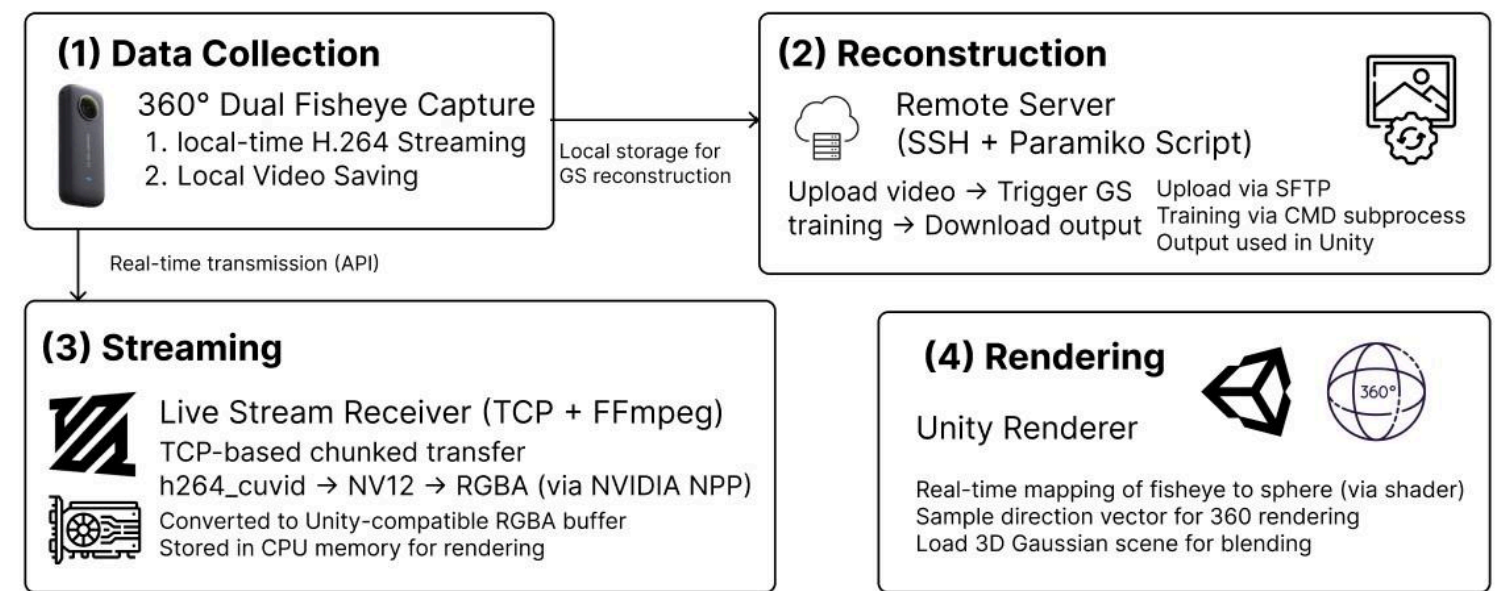 (1) Data Collection
360° Dual Fisheye Capture
1. local-time H.264 Streaming
2. Local Video Saving
Local storage for
GS reconstruction
(2) Reconstruction
Remote Server
(SSH + Paramiko Script)
Upload video → Trigger GS
training → Download output
Upload via SFTP
Training via CMD subprocess
Output used in Unity
Real-time transmission (API)
(3) Streaming
Live Stream Receiver (TCP + FFmpeg)
TCP-based chunked transfer
h264_cuvid → NV12 → RGBA (via NVIDIA NPP)
Converted to Unity-compatible RGBA buffer
Stored in CPU memory for rendering
(4) Rendering
360°
Unity Renderer
Real-time mapping of fisheye to sphere (via shader)
Sample direction vector for 360 rendering
Load 3D Gaussian scene for blending